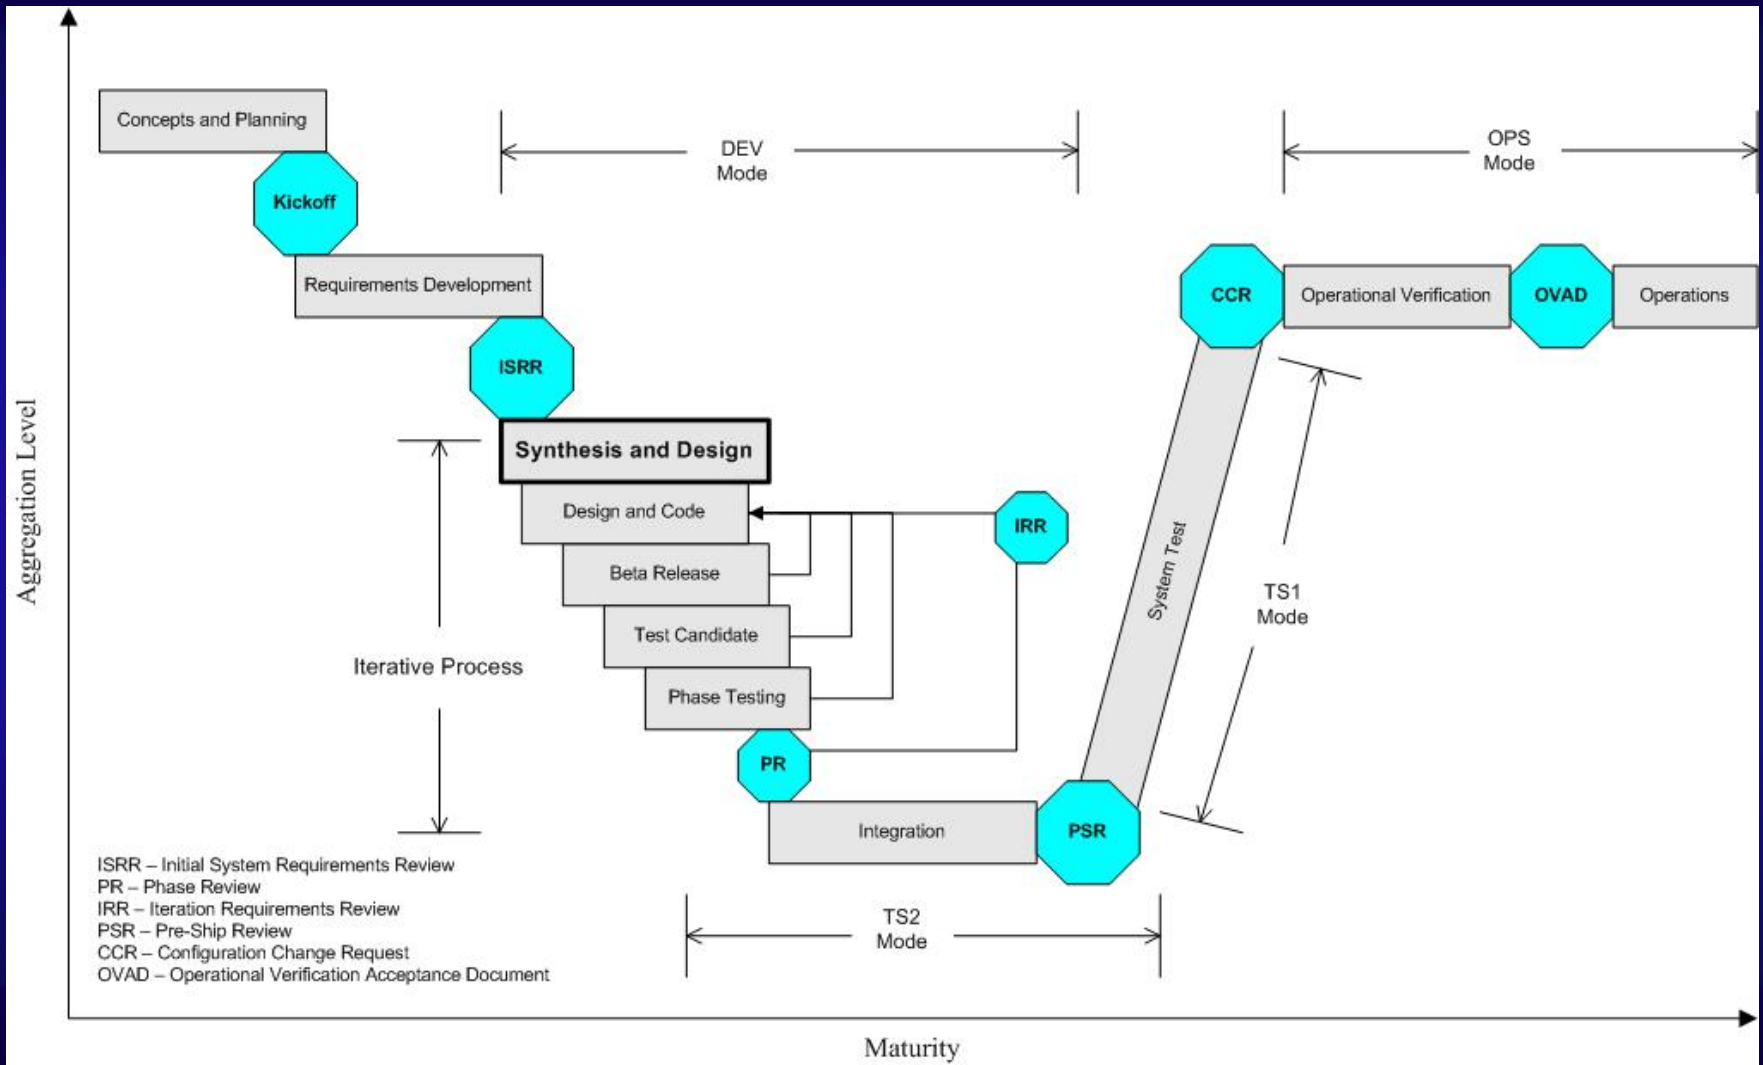 Concepts and Planning
Kickoff
Requirements Development
ISRR
DEV
Mode
OPS
Mode
CCR
Operational Verification
OVAD
Operations
Synthesis and Design
Design and Code
Beta Release
Test Candidate
Phase Testing
IRR
PR
Integration
PSR
System Test
TS1
Mode
TS2
Mode
Iterative Process
Aggregation Level
ISRR – Initial System Requirements Review
PR – Phase Review
IRR – Iteration Requirements Review
PSR – Pre-Ship Review
CCR – Configuration Change Request
OVAD – Operational Verification Acceptance Document
Maturity